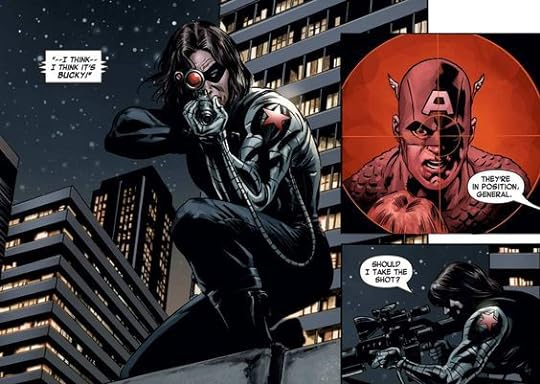 "--I THINK--
I THINK IT'S
BUCKY!"
A
THEY'RE
IN POSITION,
GENERAL.
SHOULD
I TAKE THE
SHOT?